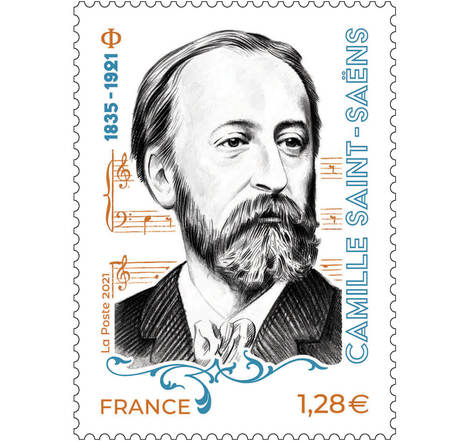 1835-1921
La Poste 2021
CAMILLE SAINT-SAËNS
FRANCE
1,28€